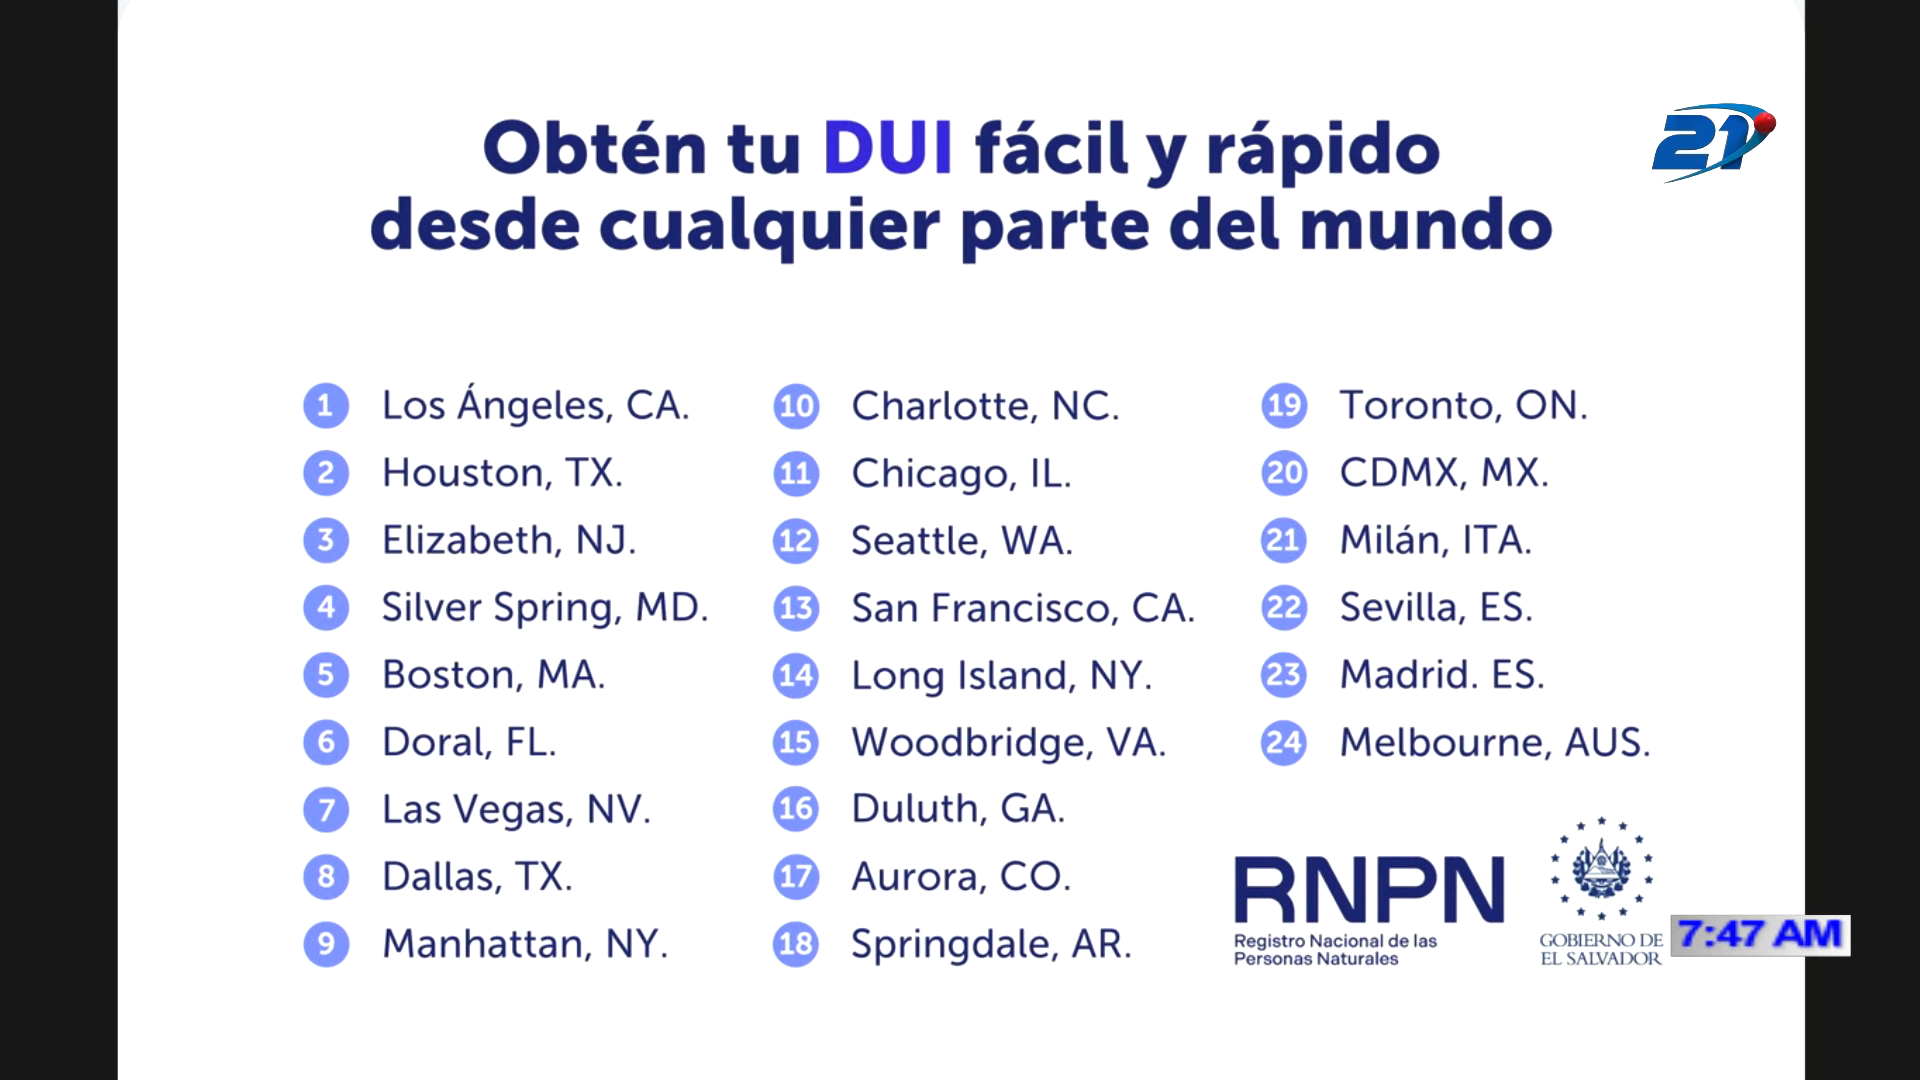 Obtén tu DUI fácil y rápido
desde cualquier parte del mundo
21
1 Los Ángeles, CA.
2 Houston, TX.
3 Elizabeth, NJ.
4 Silver Spring, MD.
5 Boston, MA.
6 Doral, FL.
7 Las Vegas, NV.
8 Dallas, TX.
9 Manhattan, NY.
10 Charlotte, NC.
11 Chicago, IL.
12 Seattle, WA.
13 San Francisco, CA.
14 Long Island, NY.
15 Woodbridge, VA.
16 Duluth, GA.
17 Aurora, CO.
18 Springdale, AR.
19 Toronto, ON.
20 CDMX, MX.
21 Milán, ITA.
22 Sevilla, ES.
23 Madrid. ES.
24 Melbourne, AUS.
RNPN
Registro Nacional de las
Personas Naturales
GOBIERNO DE
EL SALVADOR
7:47 AM